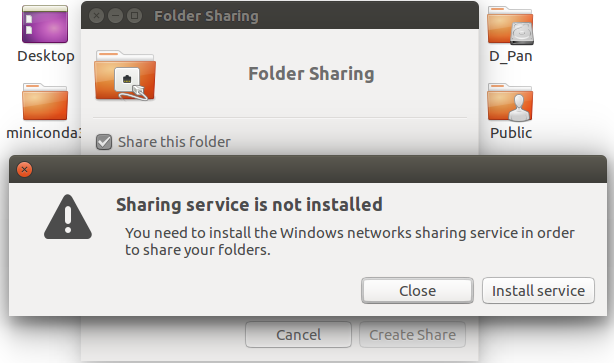 Folder Sharing
Desktop
D_Pan
Folder Sharing
miniconda3
Public
Share this folder
Sharing service is not installed
You need to install the Windows networks sharing service in order
to share your folders.
Close
Install service
Cancel
Create Share